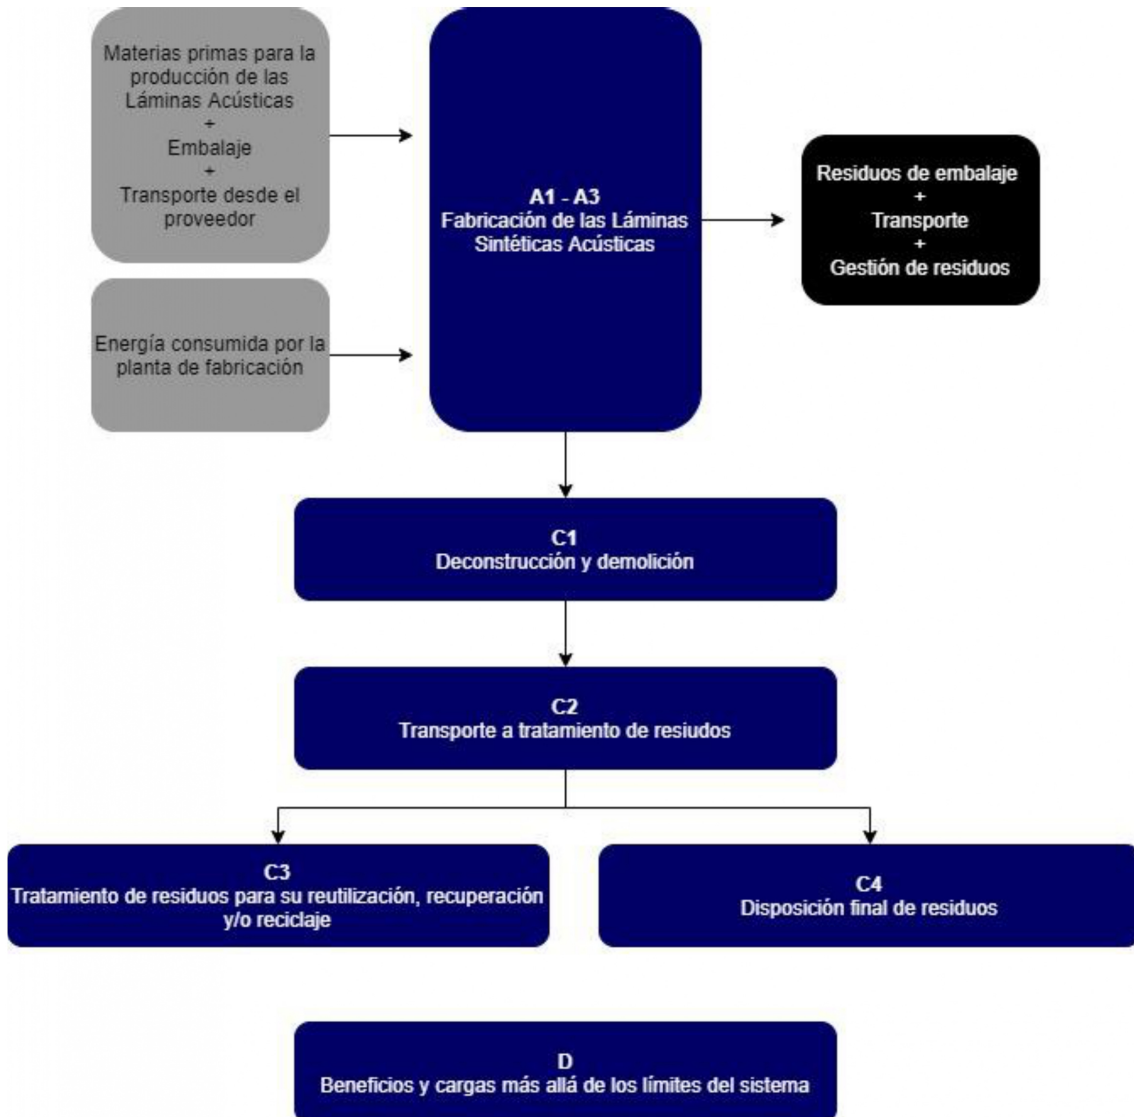 Materias primas para la
producción de las
Láminas Acústicas
+
Embalaje
+
Transporte desde el
proveedor
Energía consumida por la
planta de fabricación
A1 - A3
Fabricación de las Láminas
Sintéticas Acústicas
Residuos de embalaje
+
Transporte
+
Gestión de residuos
C1
Deconstrucción y demolición
C2
Transporte a tratamiento de resiudos
C3
Tratamiento de residuos para su reutilización, recuperación
y/o reciclaje
C4
Disposición final de residuos
D
Beneficios y cargas más allá de los límites del sistema